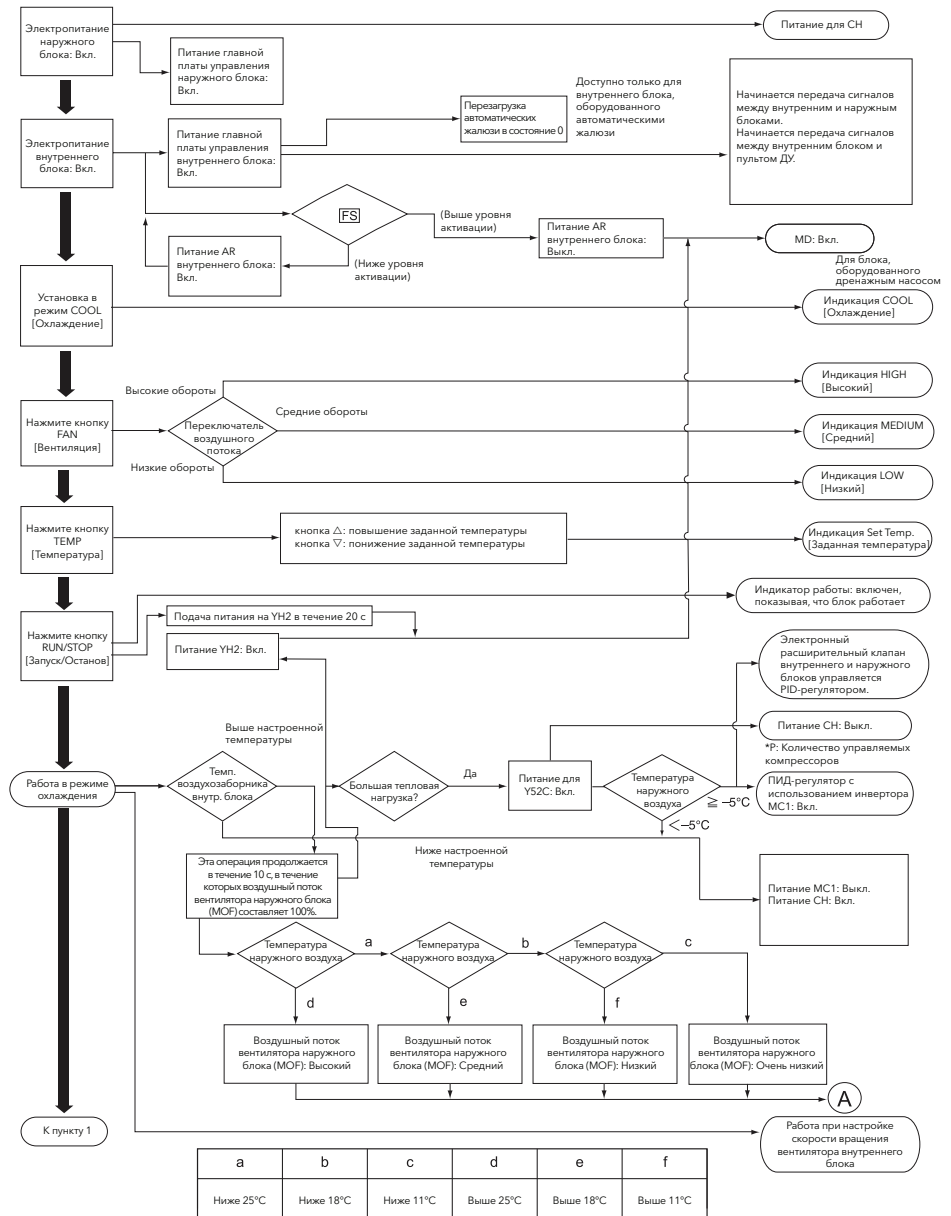 Электропитание
наружного
блока: Вкл.
Питание для CH
Питание главной
платы управления
наружного блока:
Вкл.
Электропитание
внутреннего
блока: Вкл.
Питание главной
платы управления
внутреннего блока:
Вкл.
Перезагрузка
автоматических
жалюзи в состояние 0
Доступно только для
внутреннего блока,
оборудованного
автоматическими
жалюзи
Начинается передача сигналов
между внутренним и наружным
блоками.
Начинается передача сигналов
между внутренним блоком и
пультом ДУ.
FS
(Выше уровня
активации)
Питание AR
внутреннего блока:
Выкл.
MD: Вкл.
Для блока,
оборудованного
дренажным насосом
Питание AR
внутреннего блока:
Вкл.
(Ниже уровня
активации)
Установка в
режим COOL
[Охлаждение]
Индикация COOL
[Охлаждение]
Нажмите кнопку
FAN
[Вентиляция]
Высокие обороты
Переключатель
воздушного
потока
Средние обороты
Низкие обороты
Индикация HIGH
[Высокий]
Индикация MEDIUM
[Средний]
Индикация LOW
[Низкий]
Нажмите кнопку
TEMP
[Температура]
кнопка △: повышение заданной температуры
кнопка ▽: понижение заданной температуры
Индикация Set Temp.
[Заданная температура]
Нажмите кнопку
RUN/STOP
[Запуск/Останов]
Индикатор работы: включен,
показывая, что блок работает
Подача питания на YH2 в течение 20 с
Питание YH2: Вкл.
Электронный
расширительный клапан
внутреннего и наружного
блоков управляется
PID-регулятором.
Выше настроенной
температуры
Питание CH: Выкл.
*P: Количество управляемых
компрессоров
Работа в режиме
охлаждения
Темп.
воздухозаборника
внутр. блока
Большая тепловая
нагрузка?
Да
Питание для
Y52C: Вкл.
Температура
наружного
воздуха
≧ –5°C
ПИД-регулятор с
использованием инвертора
MC1: Вкл.
< –5°C
Ниже настроенной
температуры
Питание MC1: Выкл.
Питание CH: Вкл.
Эта операция продолжается
в течение 10 с, в течение
которых воздушный поток
вентилятора наружного блока
(MOF) составляет 100%.
Температура
наружного воздуха
a
Температура
наружного воздуха
b
Температура
наружного воздуха
c
d
e
f
Воздушный поток
вентилятора наружного
блока (MOF): Высокий
Воздушный поток
вентилятора наружного
блока (MOF): Средний
Воздушный поток
вентилятора наружного
блока (MOF): Низкий
Воздушный поток
вентилятора наружного
блока (MOF): Очень низкий
A
К пункту 1
Работа при настройке
скорости вращения
вентилятора внутреннего
блока
a b c d e f
Ниже 25°C Ниже 18°C Ниже 11°C Выше 25°C Выше 18°C Выше 11°C